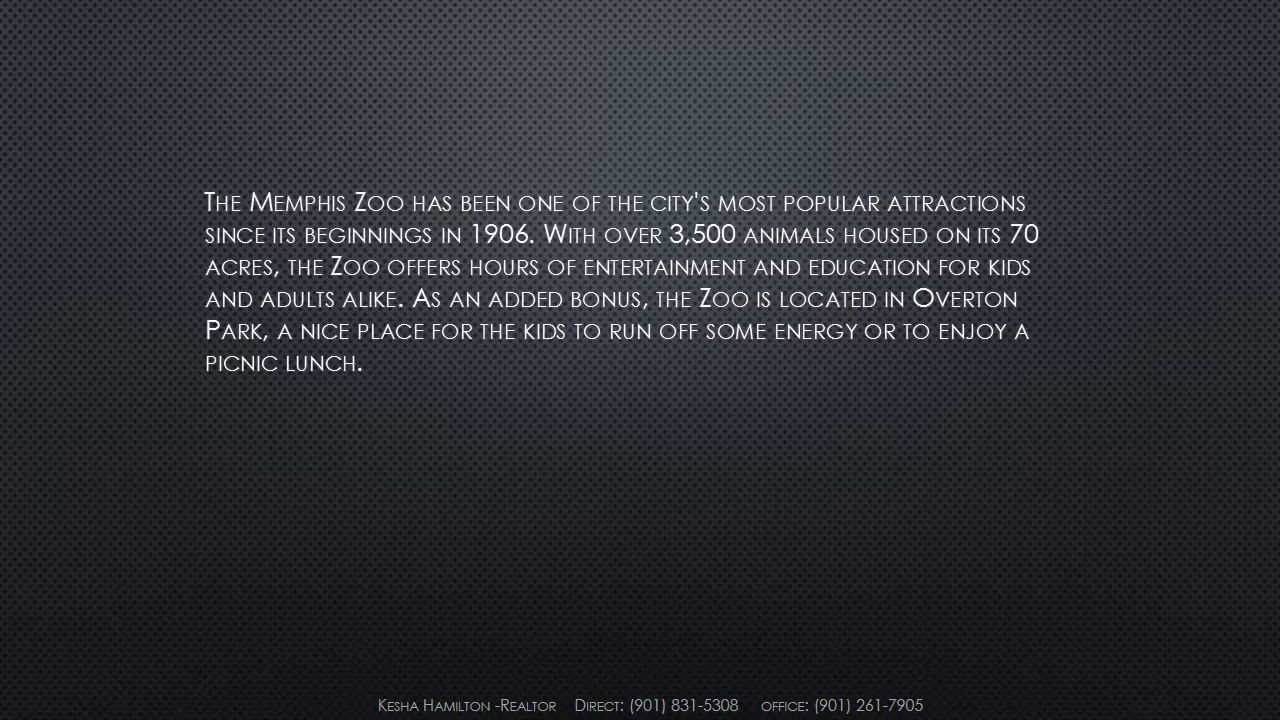 The Memphis Zoo has been one of the city's most popular attractions
since its beginnings in 1906. With over 3,500 animals housed on its 70
acres, the Zoo offers hours of entertainment and education for kids
and adults alike. As an added bonus, the Zoo is located in Overton
Park, a nice place for the kids to run off some energy or to enjoy a
picnic lunch.
Kesha Hamilton -Realtor Direct: (901) 831-5308 office: (901) 261-7905